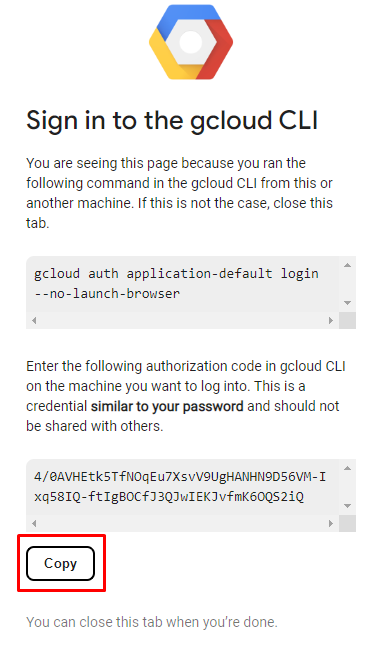 Sign in to the gcloud CLI
You are seeing this page because you ran the
following command in the gcloud CLI from this or
another machine. If this is not the case, close this
tab.
gcloud auth application-default login
--no-launch-browser
Enter the following authorization code in gcloud CLI
on the machine you want to log into. This is a
credential similar to your password and should not
be shared with others.
4/0AVHEtk5TfNOqEu7XsvV9UgHANHN9D56VM-I
xq58IQ-ftIgBOCfJ3QJwIEKJvfmK6OQS2iQ
Copy
You can close this tab when you’re done.